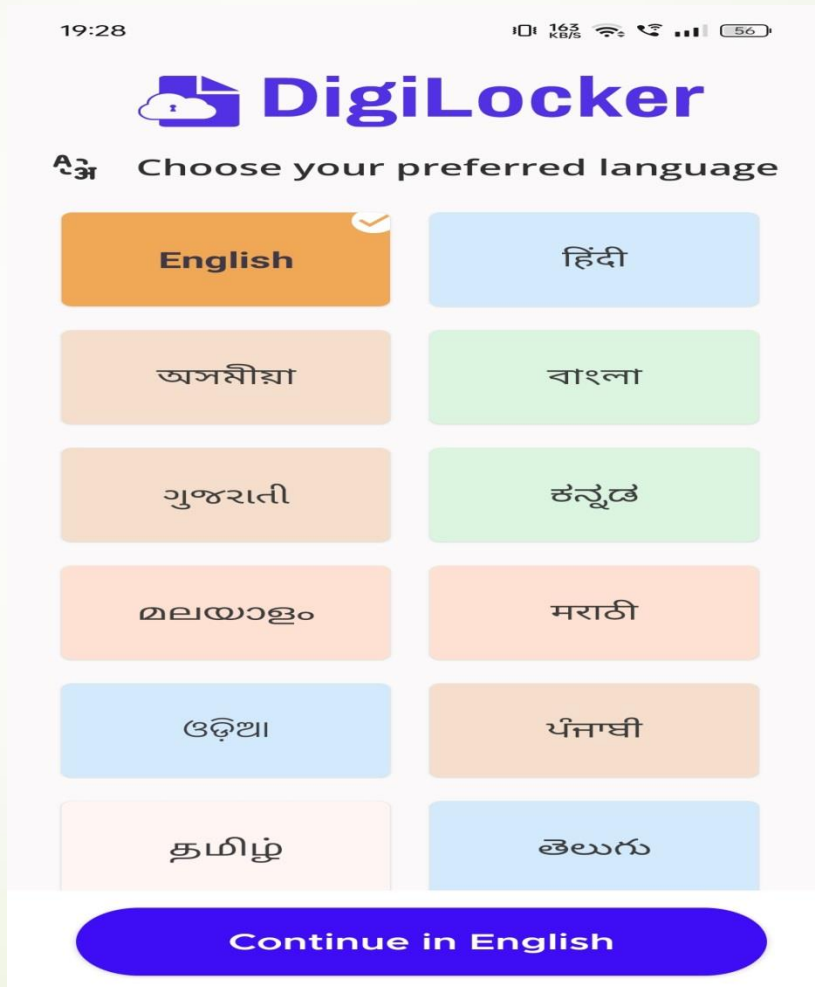 19:28 163 KB/S 56
DigiLocker
A अ Choose your preferred language
English हिंदी
অসমীয়া বাংলা
ગુજરાતી ಕನ್ನಡ
മലയാളം मराठी
ଓଡ଼ିଆ ਪੰਜਾਬੀ
தமிழ் తెలుగు
Continue in English